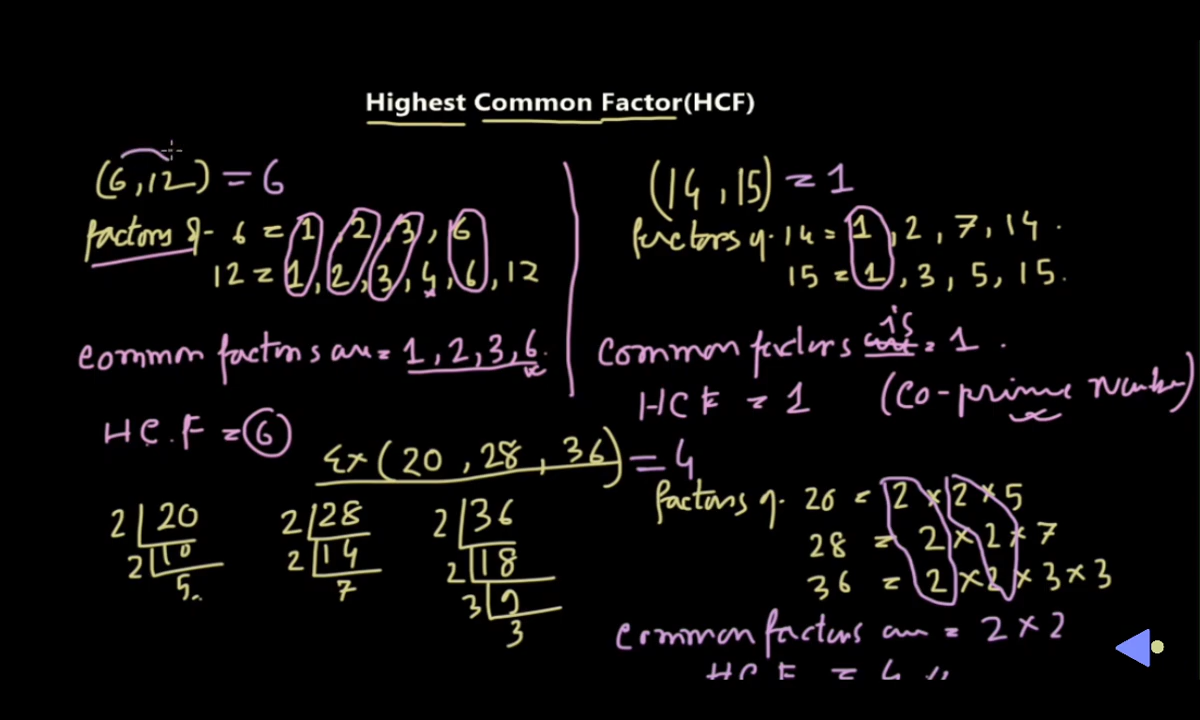 Highest Common Factor(HCF)
(6,12) = 6
factors of 6 = 1, 2, 3, 6
12 = 1, 2, 3, 4, 6, 12
Common factors are = 1, 2, 3, 6
H.C.F = 6
(14, 15) = 1
factors of 14 = 1, 2, 7, 14.
15 = 1, 3, 5, 15.
is
Common factors are = 1.
HCF = 1 (Co-prime Number)
Ex (20, 28, 36) = 4
2 20
2 10
5
2 28
2 14
7
2 36
2 18
3 9
3
factors of 20 = 2 × 2 × 5
28 = 2 × 2 × 7
36 = 2 × 2 × 3 × 3
Common factors are = 2 × 2
HCF = 4